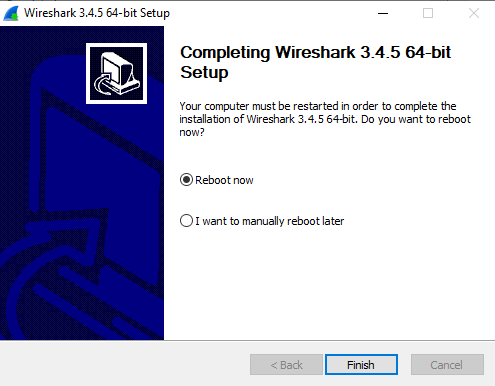 Wireshark 3.4.5 64-bit Setup
Completing Wireshark 3.4.5 64-bit
Setup
Your computer must be restarted in order to complete the
installation of Wireshark 3.4.5 64-bit. Do you want to reboot
now?
Reboot now
I want to manually reboot later
< Back
Finish
Cancel